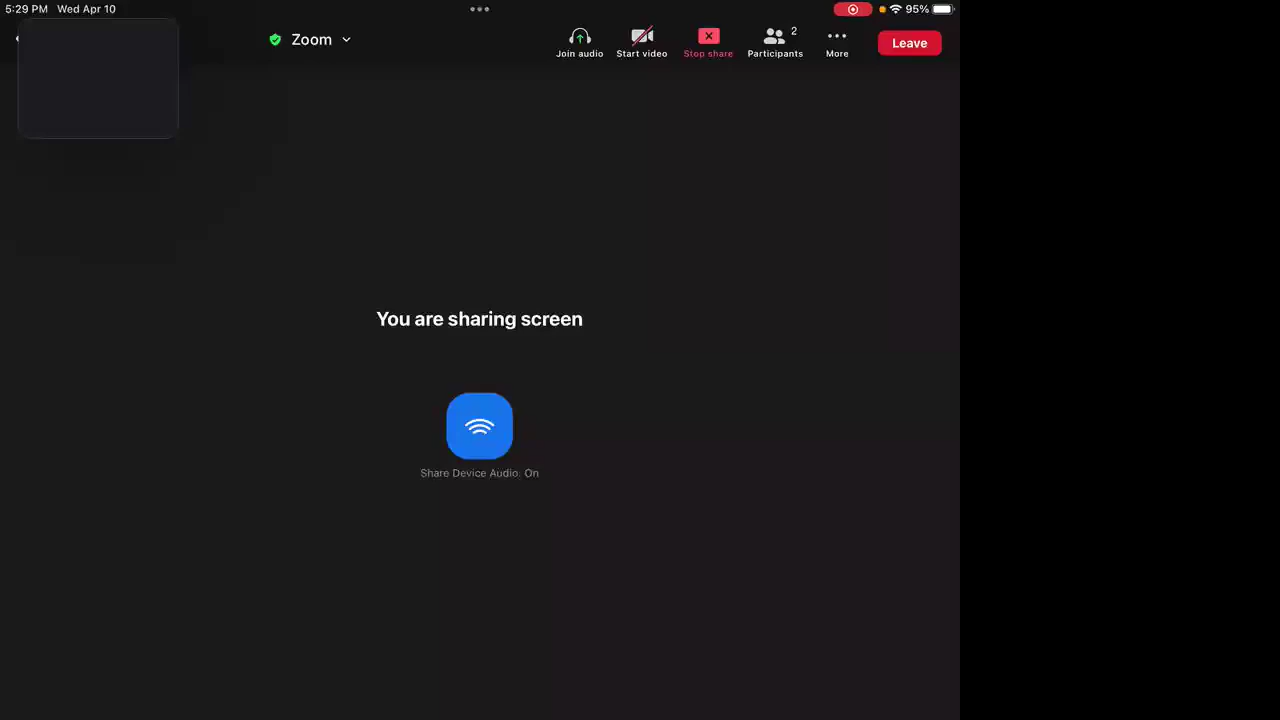 5:29 PM Wed Apr 10
95%
Zoom
Join audio
Start video
Stop share
Participants
2
More
Leave
You are sharing screen
Share Device Audio: On